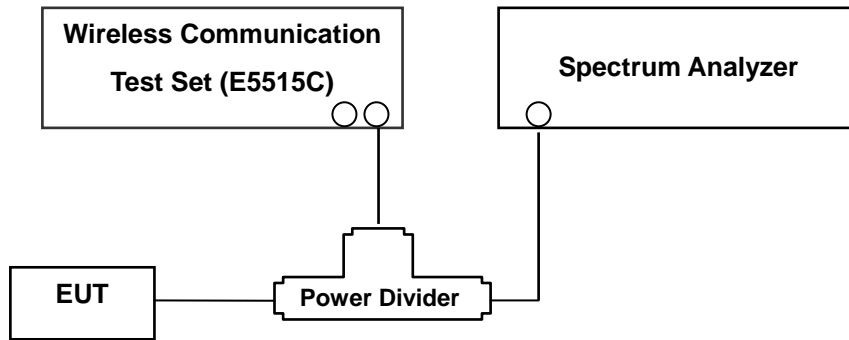 Wireless Communication
Test Set (E5515C)
Spectrum Analyzer
EUT
Power Divider